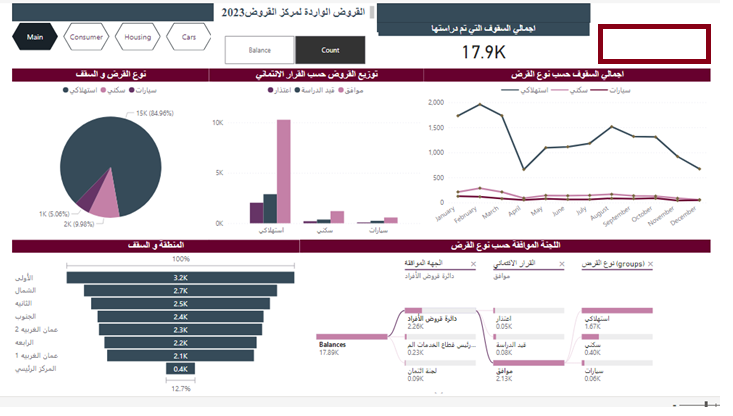 القروض الواردة لمركز القروض2023
Main
Consumer
Housing
Cars
Balance
Count
اجمالي السقوف التي تم دراستها
17.9K
نوع القرض و السقف
سيارات
سكني
استهلاكي
15K (84.96%)
1K (5.06%)
2K (9.98%)
توزيع القروض حسب القرار الائتماني
موافق
قيد الدراسة
اعتذار
10K
5K
0K
استهلاكي
سكني
سيارات
اجمالي السقوف حسب نوع القرض
استهلاكي
سكني
سيارات
2.000
1,500
1,000
500
0
January
February
March
April
May
June
July
August
September
October
November
December
المنطقة و السقف
100%
الأولى 3.2K
الشمال 2.7K
الثانيه 2.5K
الجنوب 2.4K
عمان الغربيه 2 2.3K
الرابعه 2.2K
عمان الغربيه 1 2.1K
المركز الرئيسي 0.4K
12.7%
اللجنة الموافقة حسب نوع القرض
الجهه الموافقة
دائرة قروض الأفراد
القرار الائتماني
موافق
نوع القرض (groups)
Balances
17.89K
دائرة قروض الأفراد
2.26K
رئيس قطاع الخدمات الم...
0.23K
لجنة ائتمان
0.09K
اعتذار
0.05K
قيد الدراسة
0.08K
موافق
2.13K
استهلاكي
1.67K
سكني
0.40K
سيارات
0.06K